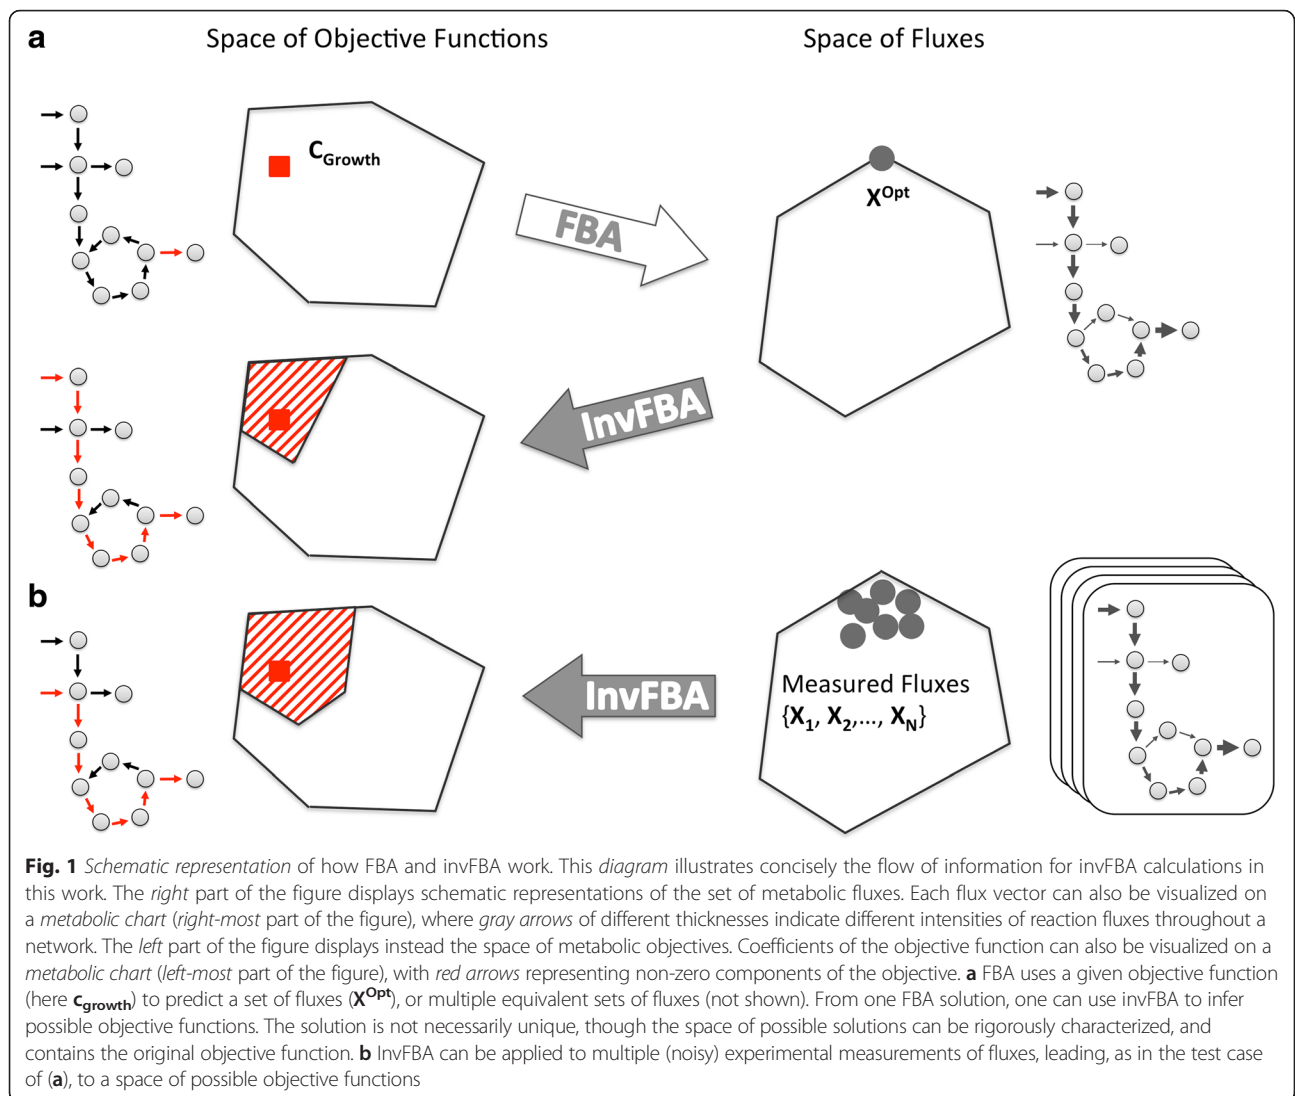 a
Space of Objective Functions
Space of Fluxes
C_Growth
FBA
X^Opt
InvFBA
b
InvFBA
Measured Fluxes
{X_1, X_2,..., X_N}
Fig. 1 Schematic representation of how FBA and invFBA work. This diagram illustrates concisely the flow of information for invFBA calculations in
this work. The right part of the figure displays schematic representations of the set of metabolic fluxes. Each flux vector can also be visualized on
a metabolic chart (right-most part of the figure), where gray arrows of different thicknesses indicate different intensities of reaction fluxes throughout a
network. The left part of the figure displays instead the space of metabolic objectives. Coefficients of the objective function can also be visualized on a
metabolic chart (left-most part of the figure), with red arrows representing non-zero components of the objective. a FBA uses a given objective function
(here c_growth) to predict a set of fluxes (X^Opt), or multiple equivalent sets of fluxes (not shown). From one FBA solution, one can use invFBA to infer
possible objective functions. The solution is not necessarily unique, though the space of possible solutions can be rigorously characterized, and
contains the original objective function. b InvFBA can be applied to multiple (noisy) experimental measurements of fluxes, leading, as in the test case
of (a), to a space of possible objective functions